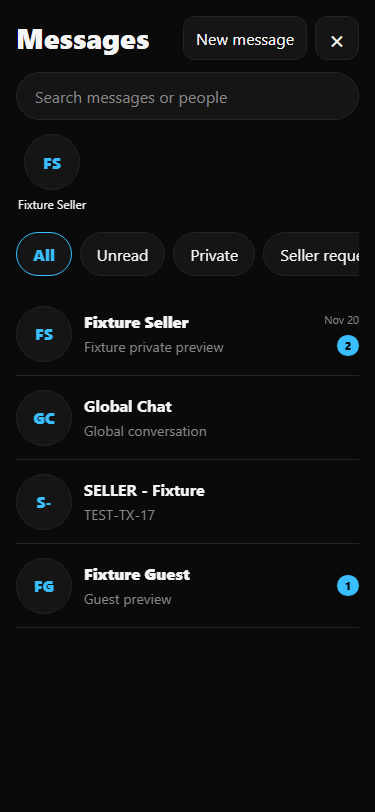 Messages
New message
×
Search messages or people
FS
Fixture Seller
All
Unread
Private
Seller reque
FS
Fixture Seller
Nov 20
Fixture private preview
2
GC
Global Chat
Global conversation
S-
SELLER - Fixture
TEST-TX-17
FG
Fixture Guest
1
Guest preview